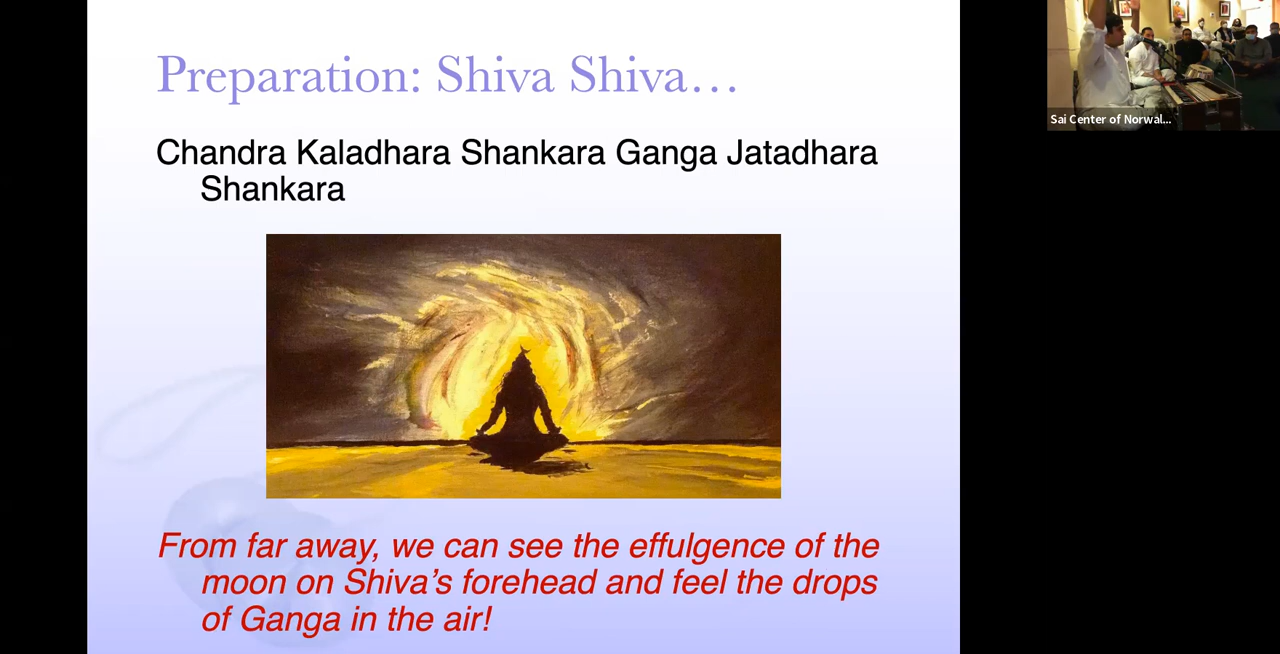 Preparation: Shiva Shiva…
Chandra Kaladhara Shankara Ganga Jatadhara
Shankara
From far away, we can see the effulgence of the
moon on Shiva’s forehead and feel the drops
of Ganga in the air!
Sai Center of Norwal...